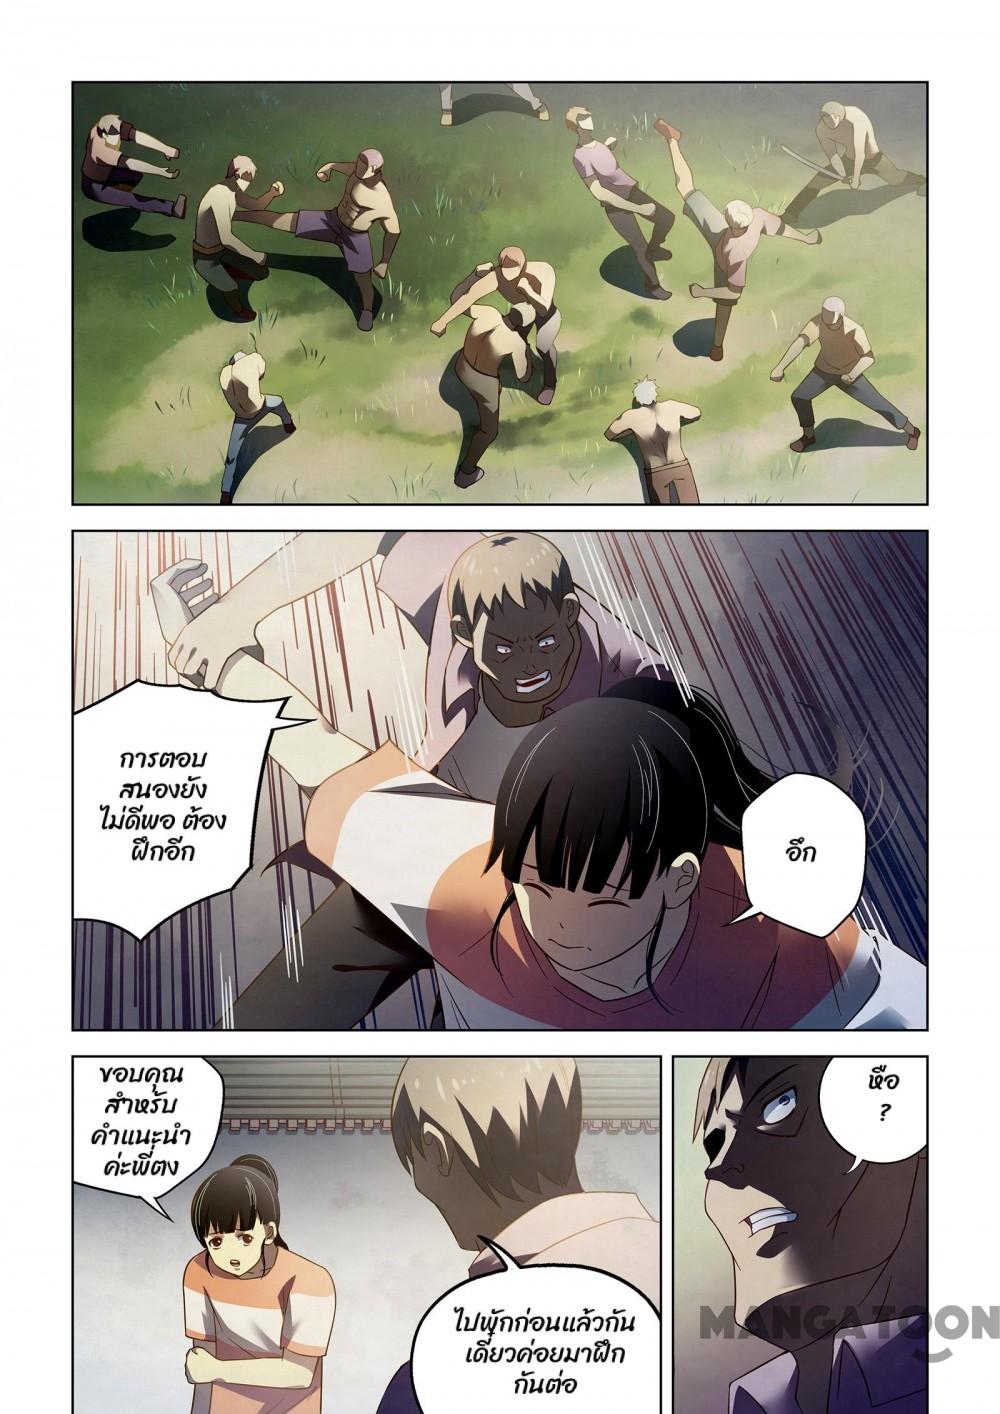 การตอบ
สนองยัง
ไม่ดีพอ ต้อง
ฝึกอีก
อึก
ขอบคุณ
สำหรับ
คำแนะนำ
ค่ะพี่ตง
หือ
?
ไปพักก่อนแล้วกัน
เดี๋ยวค่อยมาฝึก
กันต่อ
MANGATOON